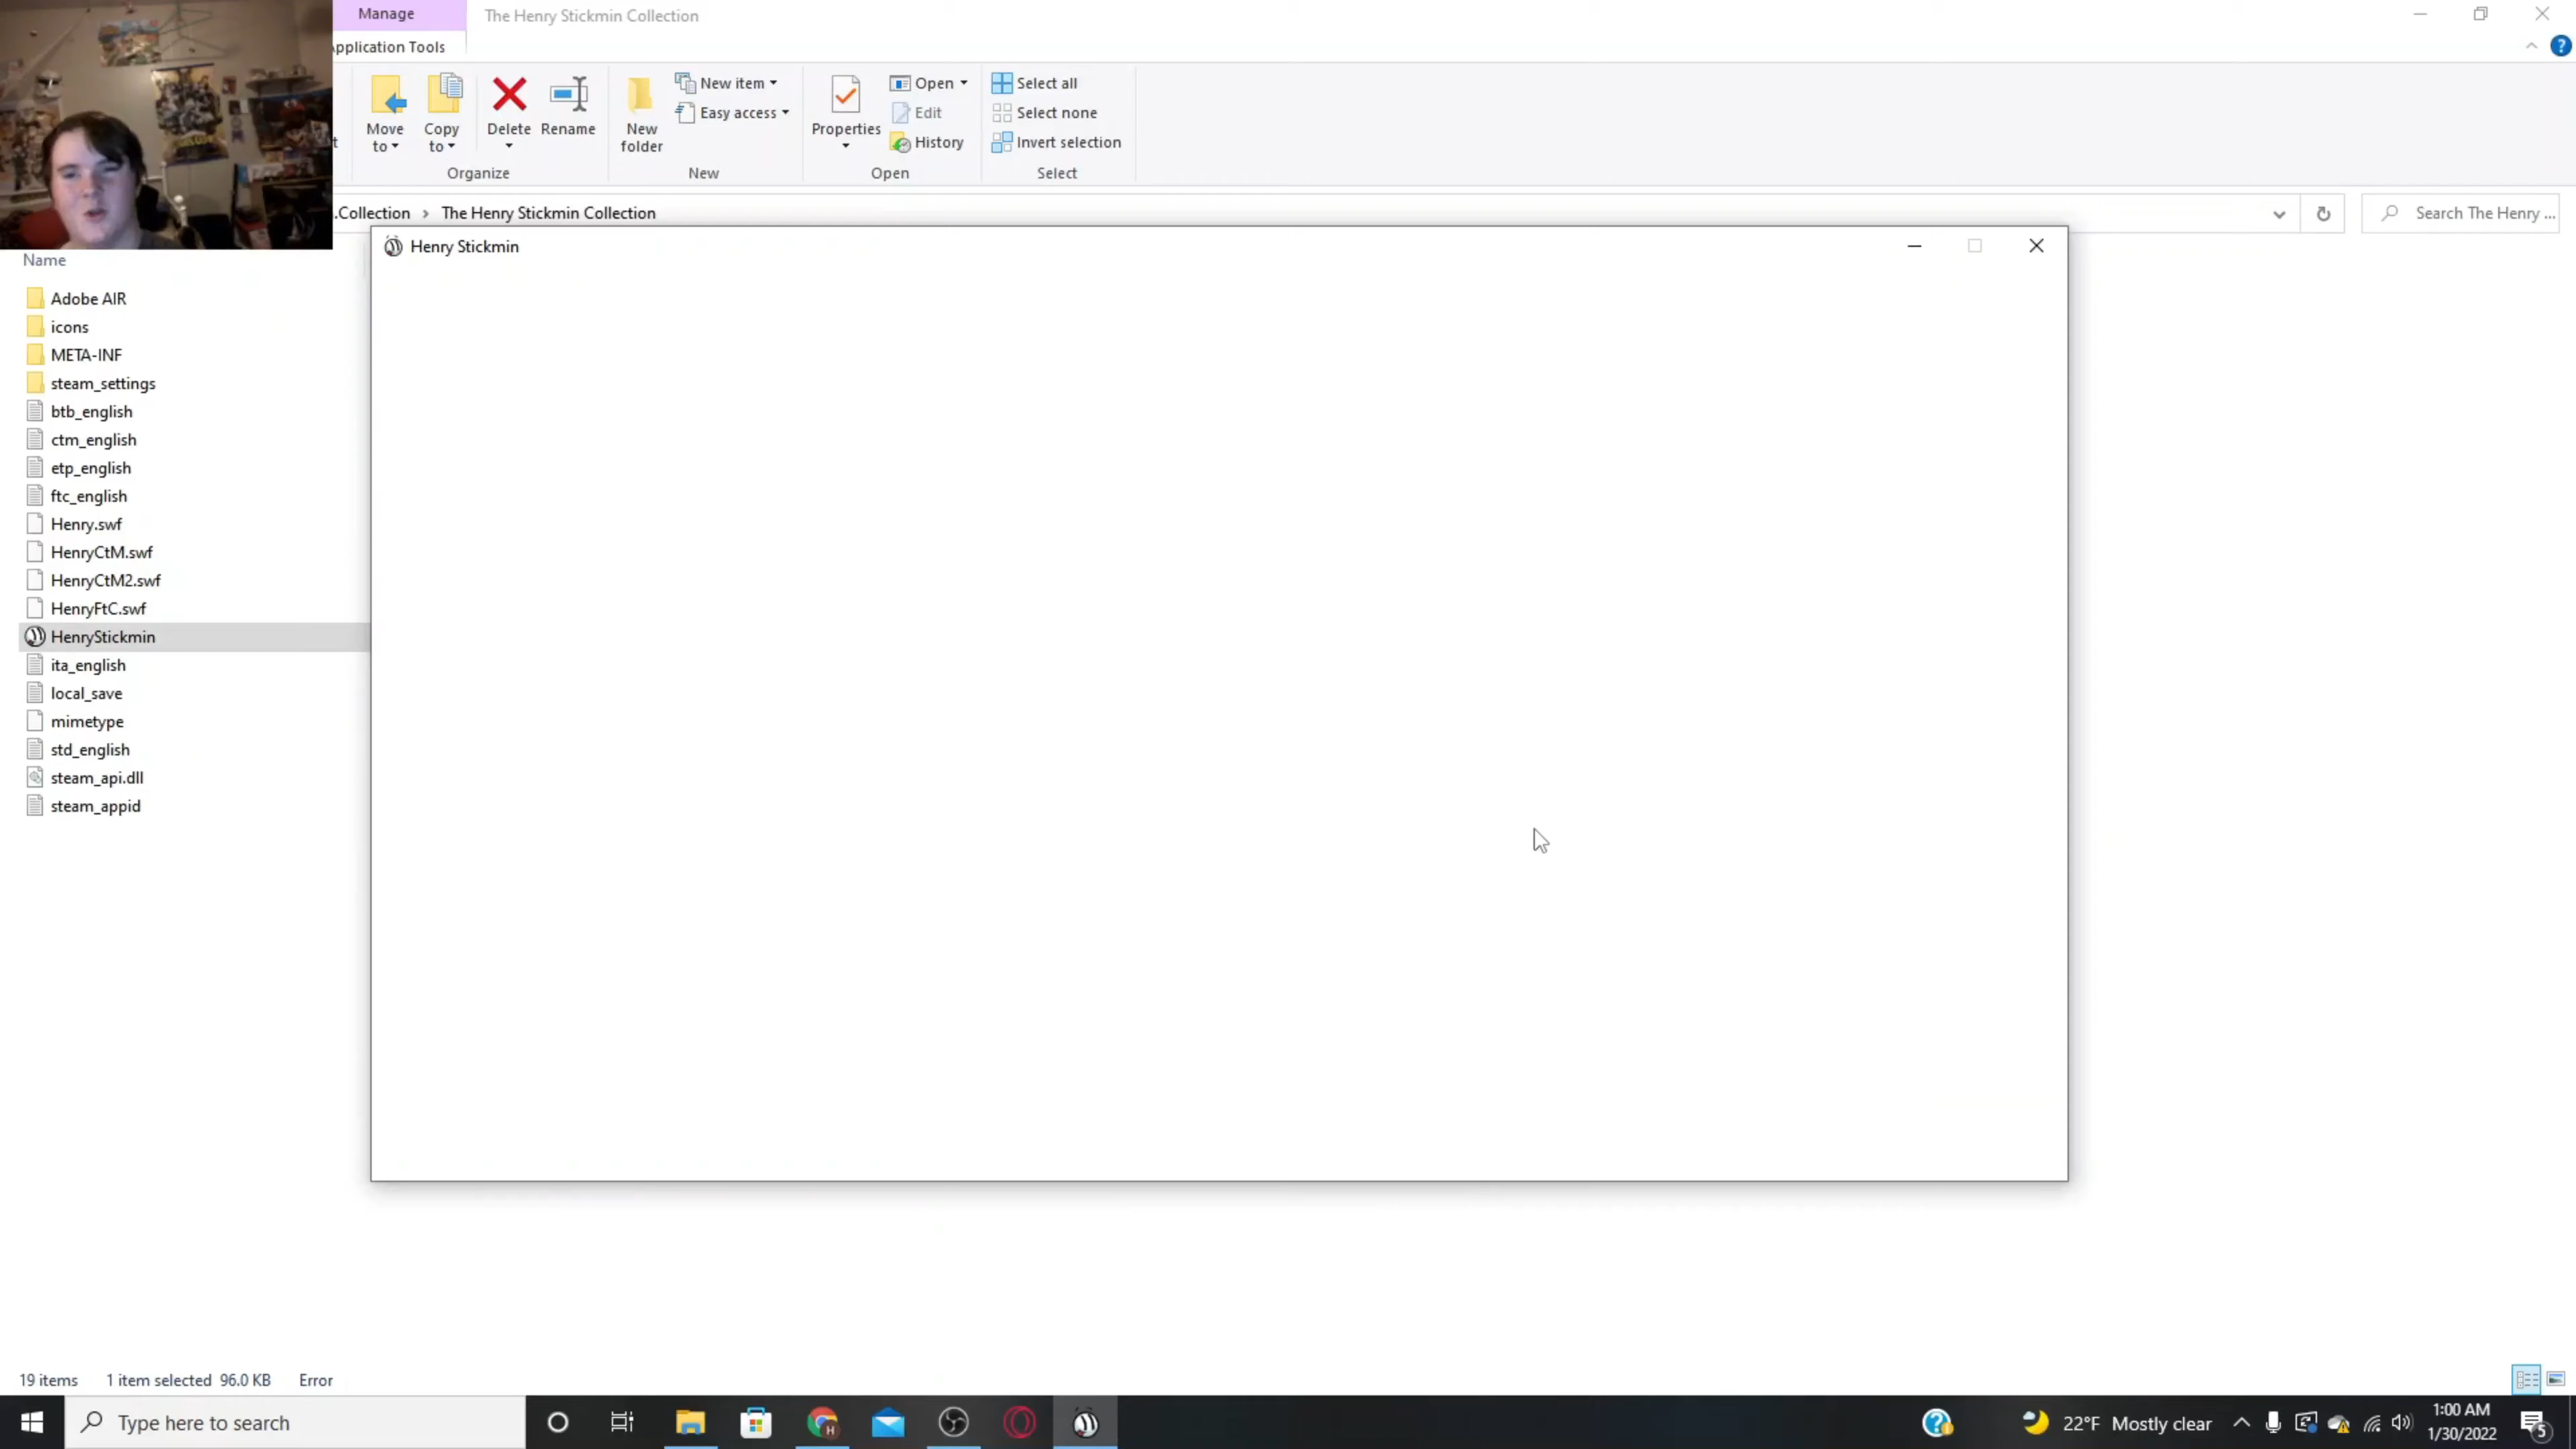 Manage
The Henry Stickmin Collection
pplication Tools
Move to
Copy to
Delete
Rename
New folder
New item
Easy access
Properties
Open
Edit
History
Select all
Select none
Invert selection
Organize
New
Open
Select
.Collection > The Henry Stickmin Collection
Search The Henry ...
Henry Stickmin
Name
Adobe AIR
icons
META-INF
steam_settings
btb_english
ctm_english
etp_english
ftc_english
Henry.swf
HenryCtM.swf
HenryCtM2.swf
HenryFtC.swf
HenryStickmin
ita_english
local_save
mimetype
std_english
steam_api.dll
steam_appid
19 items 1 item selected 96.0 KB Error
Type here to search
22°F Mostly clear
1:00 AM
1/30/2022
5